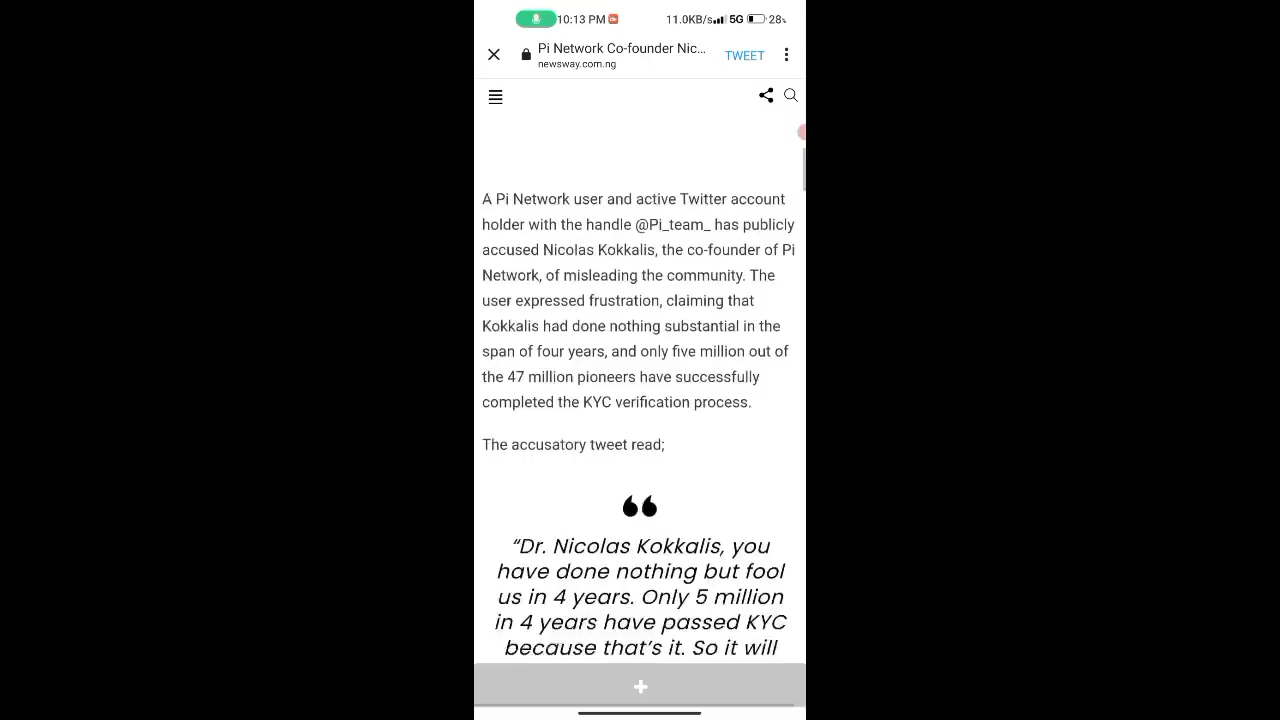 10:13 PM 11.0KB/s 5G 28%
Pi Network Co-founder Nic...
newsway.com.ng
TWEET
A Pi Network user and active Twitter account
holder with the handle @Pi_team_ has publicly
accused Nicolas Kokkalis, the co-founder of Pi
Network, of misleading the community. The
user expressed frustration, claiming that
Kokkalis had done nothing substantial in the
span of four years, and only five million out of
the 47 million pioneers have successfully
completed the KYC verification process.
The accusatory tweet read;
“Dr. Nicolas Kokkalis, you
have done nothing but fool
us in 4 years. Only 5 million
in 4 years have passed KYC
because that’s it. So it will